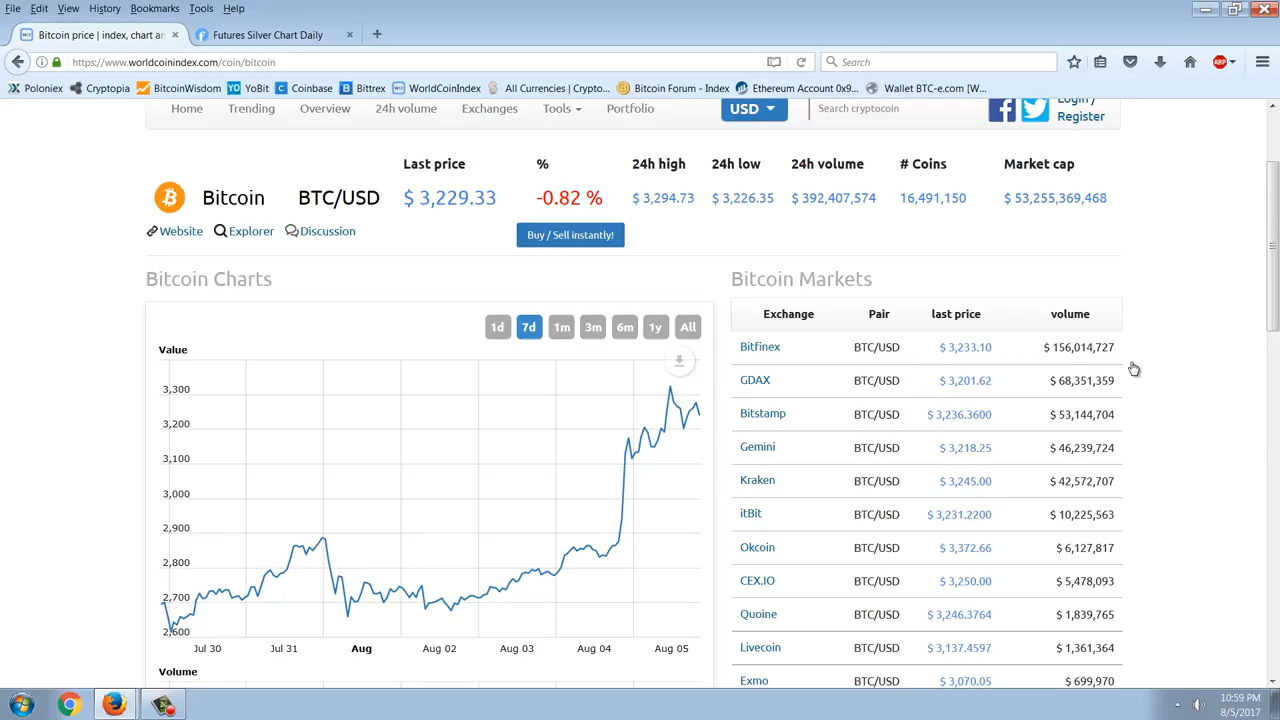 File Edit View History Bookmarks Tools Help
Bitcoin price | index, chart an
Futures Silver Chart Daily
https://www.worldcoinindex.com/coin/bitcoin
Search
ABP
Poloniex Cryptopia BitcoinWisdom YoBit Coinbase Bittrex WorldCoinIndex All Currencies | Crypto... Bitcoin Forum - Index Ethereum Account 0x9... Wallet BTC-e.com [W...
Home Trending Overview 24h volume Exchanges Tools Portfolio USD Search cryptocoin Login / Register
Last price % 24h high 24h low 24h volume # Coins Market cap
Bitcoin BTC/USD $ 3,229.33 -0.82 % $ 3,294.73 $ 3,226.35 $ 392,407,574 16,491,150 $ 53,255,369,468
Website Explorer Discussion Buy / Sell instantly!
Bitcoin Charts
1d 7d 1m 3m 6m 1y All
Value
3,300
3,200
3,100
3,000
2,900
2,800
2,700
2,600
Jul 30 Jul 31 Aug Aug 02 Aug 03 Aug 04 Aug 05
Volume
Bitcoin Markets
Exchange Pair last price volume
Bitfinex BTC/USD $ 3,233.10 $ 156,014,727
GDAX BTC/USD $ 3,201.62 $ 68,351,359
Bitstamp BTC/USD $ 3,236.3600 $ 53,144,704
Gemini BTC/USD $ 3,218.25 $ 46,239,724
Kraken BTC/USD $ 3,245.00 $ 42,572,707
itBit BTC/USD $ 3,231.2200 $ 10,225,563
Okcoin BTC/USD $ 3,372.66 $ 6,127,817
CEX.IO BTC/USD $ 3,250.00 $ 5,478,093
Quoine BTC/USD $ 3,246.3764 $ 1,839,765
Livecoin BTC/USD $ 3,137.4597 $ 1,361,364
Exmo BTC/USD $ 3,070.05 $ 699,970
10:59 PM
8/5/2017